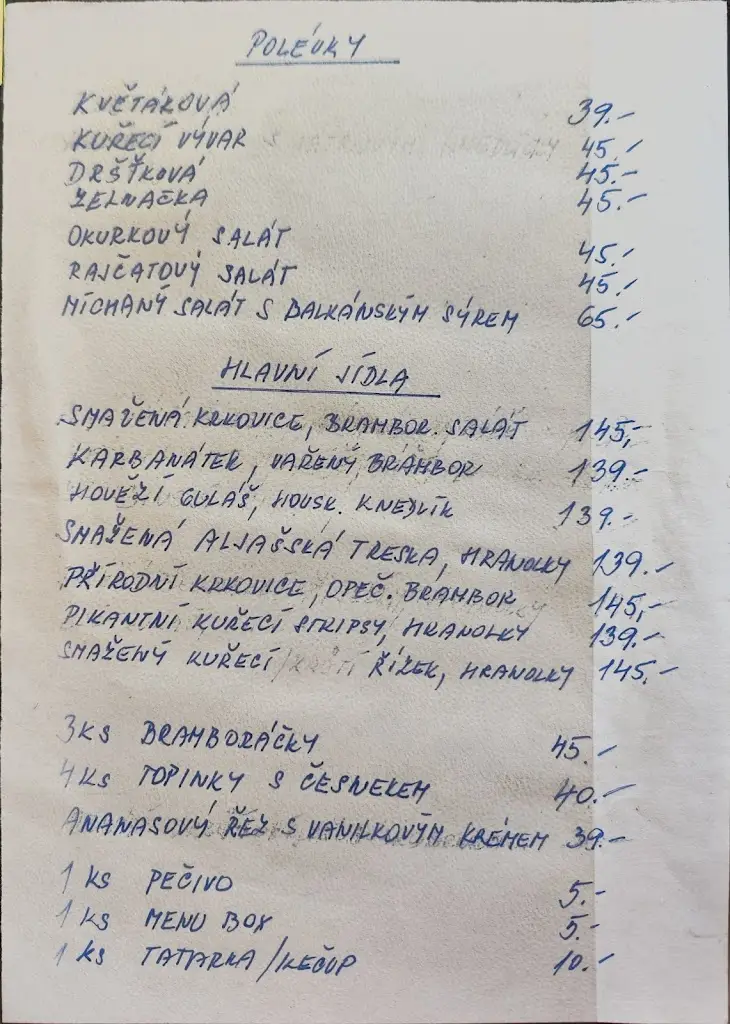 POLÉVKY
KVĚTÁKOVÁ 39.-
KUŘECÍ VÝVAR 45.-
DRŠŤKOVÁ 45.-
ZELNAČKA 45.-
OKURKOVÝ SALÁT 45.-
RAJČATOVÝ SALÁT 45.-
MÍCHANÝ SALÁT S BALKÁNSKÝM SÝREM 65.-
HLAVNÍ JÍDLA
SMAŽENÁ KRKOVICE, BRAMBOR. SALÁT 145,-
KARBANÁTEK, VAŘENÝ BRAMBOR 139.-
HOVĚZÍ GULÁŠ, HOUSK. KNEDLÍK 139.-
SMAŽENÁ ALJAŠSKÁ TRESKA, HRANOLKY 139.-
PŘÍRODNÍ KRKOVICE, OPEČ. BRAMBOR 145,-
PIKANTNÍ KUŘECÍ STRIPSY, HRANOLKY 139.-
SMAŽENÝ KUŘECÍ ŘÍZEK, HRANOLKY 145.-
3KS BRAMBORÁČKY 45.-
4KS TOPINKY S ČESNEKEM 40.-
ANANASOVÝ ŘEZ S VANILKOVÝM KRÉMEM 39.-
1 KS PEČIVO 5.-
1 KS MENU BOX 5.-
1 KS TATARKA/KEČUP 10.-